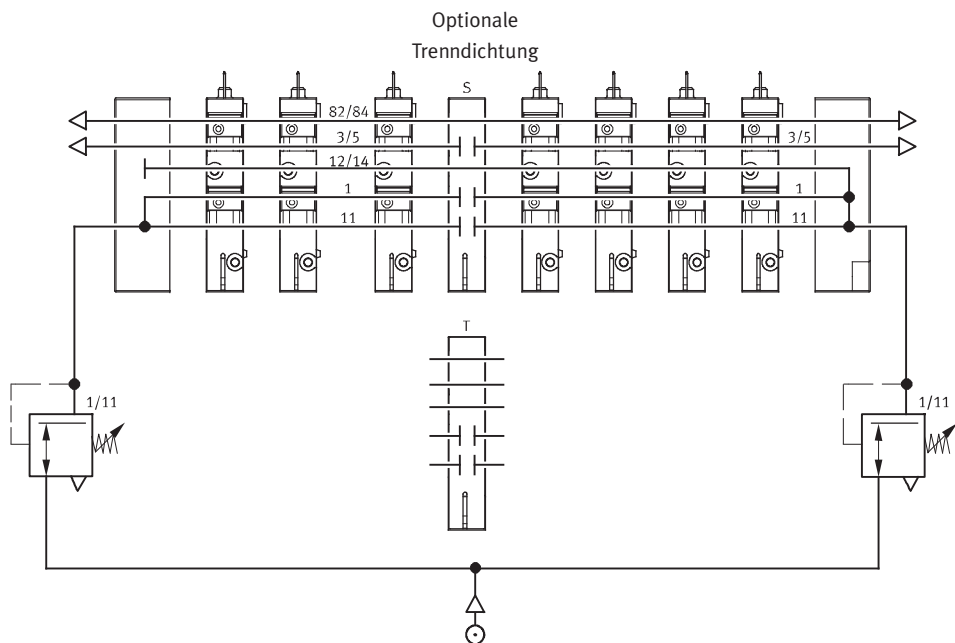 Optionale
Trenndichtung
S
82/84
3/5 3/5
12/14
1 1
11 11
T
1/11 1/11